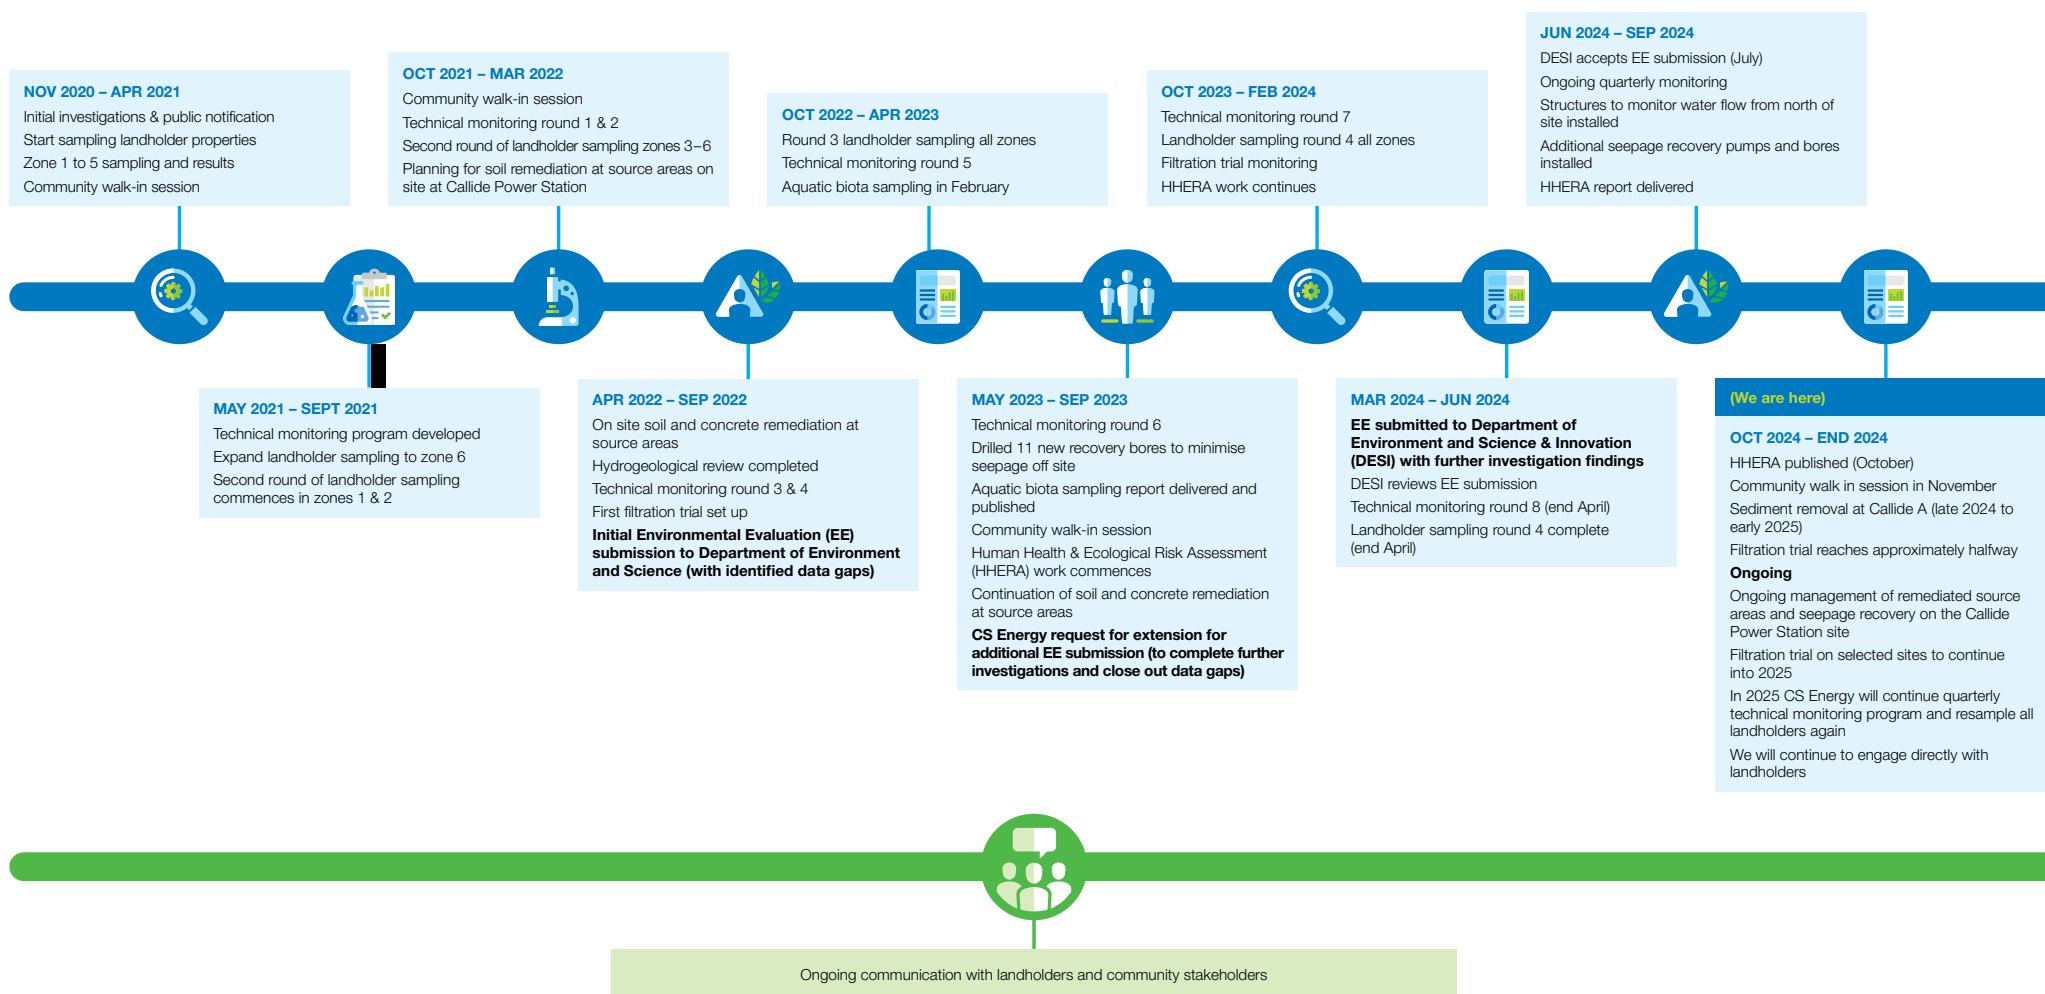 NOV 2020 – APR 2021
Initial investigations & public notification
Start sampling landholder properties
Zone 1 to 5 sampling and results
Community walk-in session
MAY 2021 – SEPT 2021
Technical monitoring program developed
Expand landholder sampling to zone 6
Second round of landholder sampling
commences in zones 1 & 2
OCT 2021 – MAR 2022
Community walk-in session
Technical monitoring round 1 & 2
Second round of landholder sampling zones 3–6
Planning for soil remediation at source areas on
site at Callide Power Station
APR 2022 – SEP 2022
On site soil and concrete remediation at
source areas
Hydrogeological review completed
Technical monitoring round 3 & 4
First filtration trial set up
Initial Environmental Evaluation (EE)
submission to Department of Environment
and Science (with identified data gaps)
OCT 2022 – APR 2023
Round 3 landholder sampling all zones
Technical monitoring round 5
Aquatic biota sampling in February
MAY 2023 – SEP 2023
Technical monitoring round 6
Drilled 11 new recovery bores to minimise
seepage off site
Aquatic biota sampling report delivered and
published
Community walk-in session
Human Health & Ecological Risk Assessment
(HHERA) work commences
Continuation of soil and concrete remediation
at source areas
CS Energy request for extension for
additional EE submission (to complete further
investigations and close out data gaps)
OCT 2023 – FEB 2024
Technical monitoring round 7
Landholder sampling round 4 all zones
Filtration trial monitoring
HHERA work continues
MAR 2024 – JUN 2024
EE submitted to Department of
Environment and Science & Innovation
(DESI) with further investigation findings
DESI reviews EE submission
Technical monitoring round 8 (end April)
Landholder sampling round 4 complete
(end April)
JUN 2024 – SEP 2024
DESI accepts EE submission (July)
Ongoing quarterly monitoring
Structures to monitor water flow from north of
site installed
Additional seepage recovery pumps and bores
installed
HHERA report delivered
(We are here)
OCT 2024 – END 2024
HHERA published (October)
Community walk in session in November
Sediment removal at Callide A (late 2024 to
early 2025)
Filtration trial reaches approximately halfway
Ongoing
Ongoing management of remediated source
areas and seepage recovery on the Callide
Power Station site
Filtration trial on selected sites to continue
into 2025
In 2025 CS Energy will continue quarterly
technical monitoring program and resample all
landholders again
We will continue to engage directly with
landholders
Ongoing communication with landholders and community stakeholders